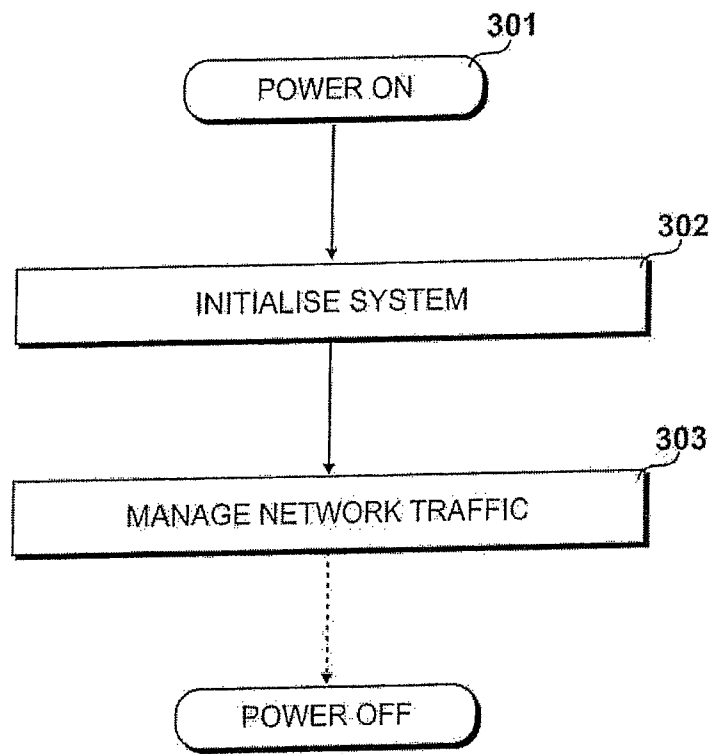 301
POWER ON
302
INITIALISE SYSTEM
303
MANAGE NETWORK TRAFFIC
POWER OFF